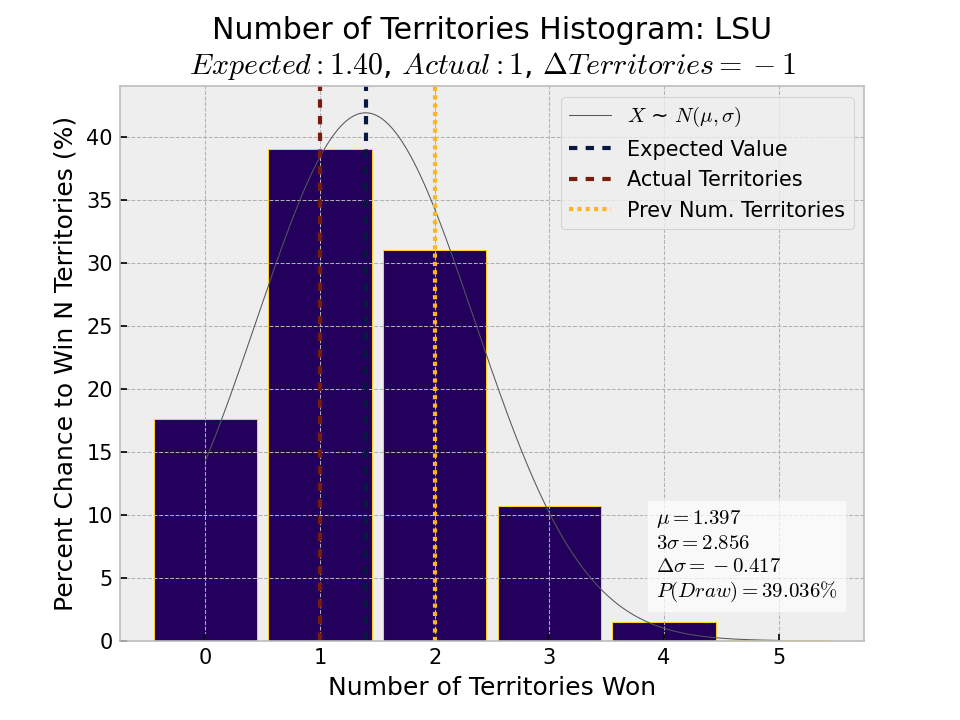 Number of Territories Histogram: LSU
Expected : 1.40, Actual : 1, ΔTerritories = −1
Percent Chance to Win N Territories (%)
40
35
30
25
20
15
10
5
0
X ~ N(μ, σ)
Expected Value
Actual Territories
Prev Num. Territories
μ = 1.397
3σ = 2.856
Δσ = −0.417
P(Draw) = 39.036%
0 1 2 3 4 5
Number of Territories Won